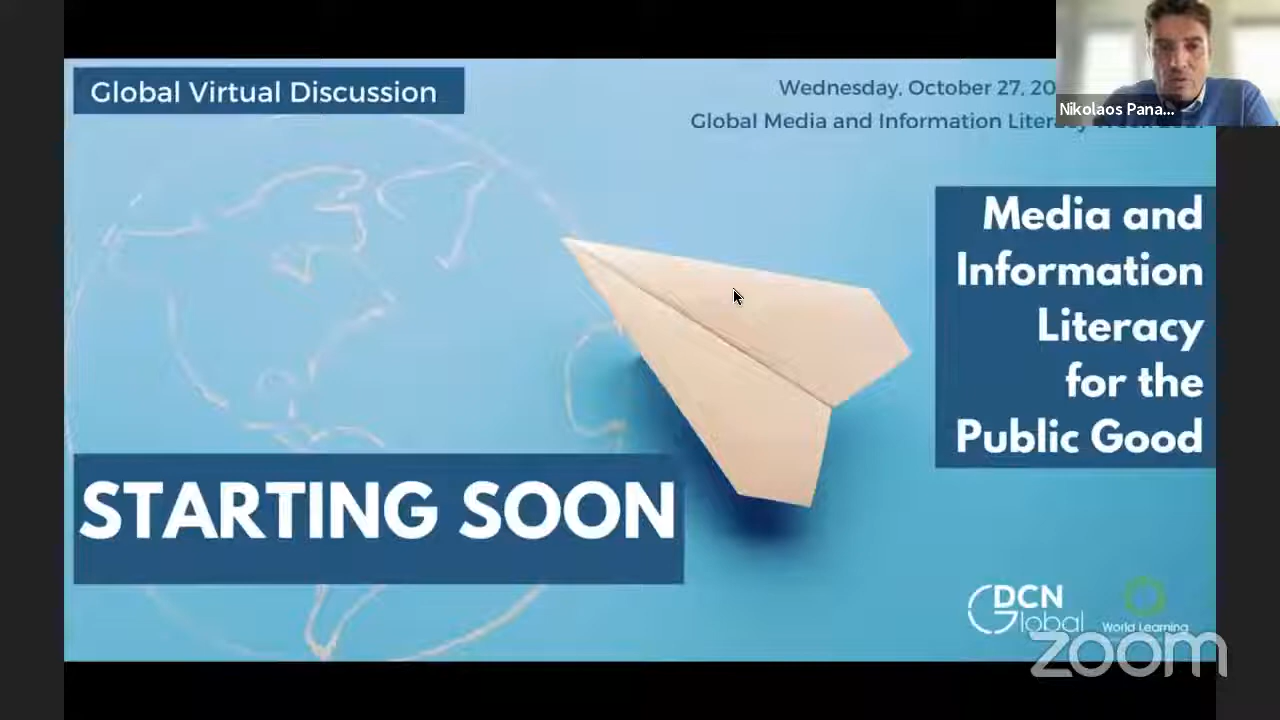 Global Virtual Discussion
Wednesday, October 27, 20
Global Media and Information Literacy
Nikolaos Pana...
Media and
Information
Literacy
for the
Public Good
STARTING SOON
DCN
Global
World Learning
zoom